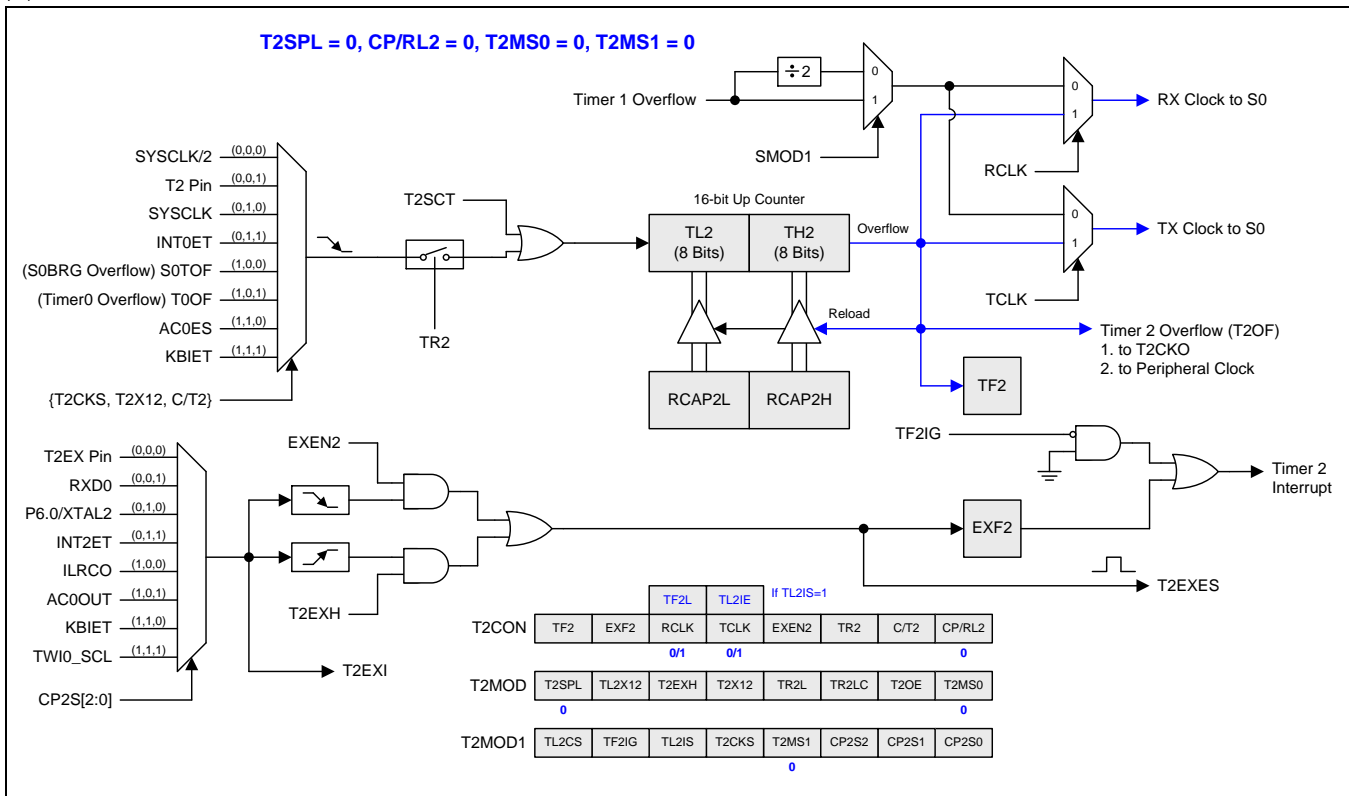 T2SPL = 0, CP/RL2 = 0, T2MS0 = 0, T2MS1 = 0
Timer 1 Overflow
÷2
0
1
SMOD1
0
1
RX Clock to S0
RCLK
0
1
TX Clock to S0
TCLK
SYSCLK/2 (0,0,0)
T2 Pin (0,0,1)
SYSCLK (0,1,0)
INT0ET (0,1,1)
(S0BRG Overflow) S0TOF (1,0,0)
(Timer0 Overflow) T0OF (1,0,1)
AC0ES (1,1,0)
KBIET (1,1,1)
{T2CKS, T2X12, C/T2}
TR2
T2SCT
16-bit Up Counter
TL2
(8 Bits)
TH2
(8 Bits)
Overflow
Reload
RCAP2L
RCAP2H
Timer 2 Overflow (T2OF)
1. to T2CKO
2. to Peripheral Clock
TF2
TF2IG
Timer 2
Interrupt
EXF2
T2EXES
EXEN2
T2EX Pin (0,0,0)
RXD0 (0,0,1)
P6.0/XTAL2 (0,1,0)
INT2ET (0,1,1)
ILRCO (1,0,0)
AC0OUT (1,0,1)
KBIET (1,1,0)
TWI0_SCL (1,1,1)
CP2S[2:0]
T2EXH
T2EXI
TF2L TL2IE If TL2IS=1
T2CON TF2 EXF2 RCLK TCLK EXEN2 TR2 C/T2 CP/RL2
0/1 0/1 0
T2MOD T2SPL TL2X12 T2EXH T2X12 TR2L TR2LC T2OE T2MS0
0 0
T2MOD1 TL2CS TF2IG TL2IS T2CKS T2MS1 CP2S2 CP2S1 CP2S0
0